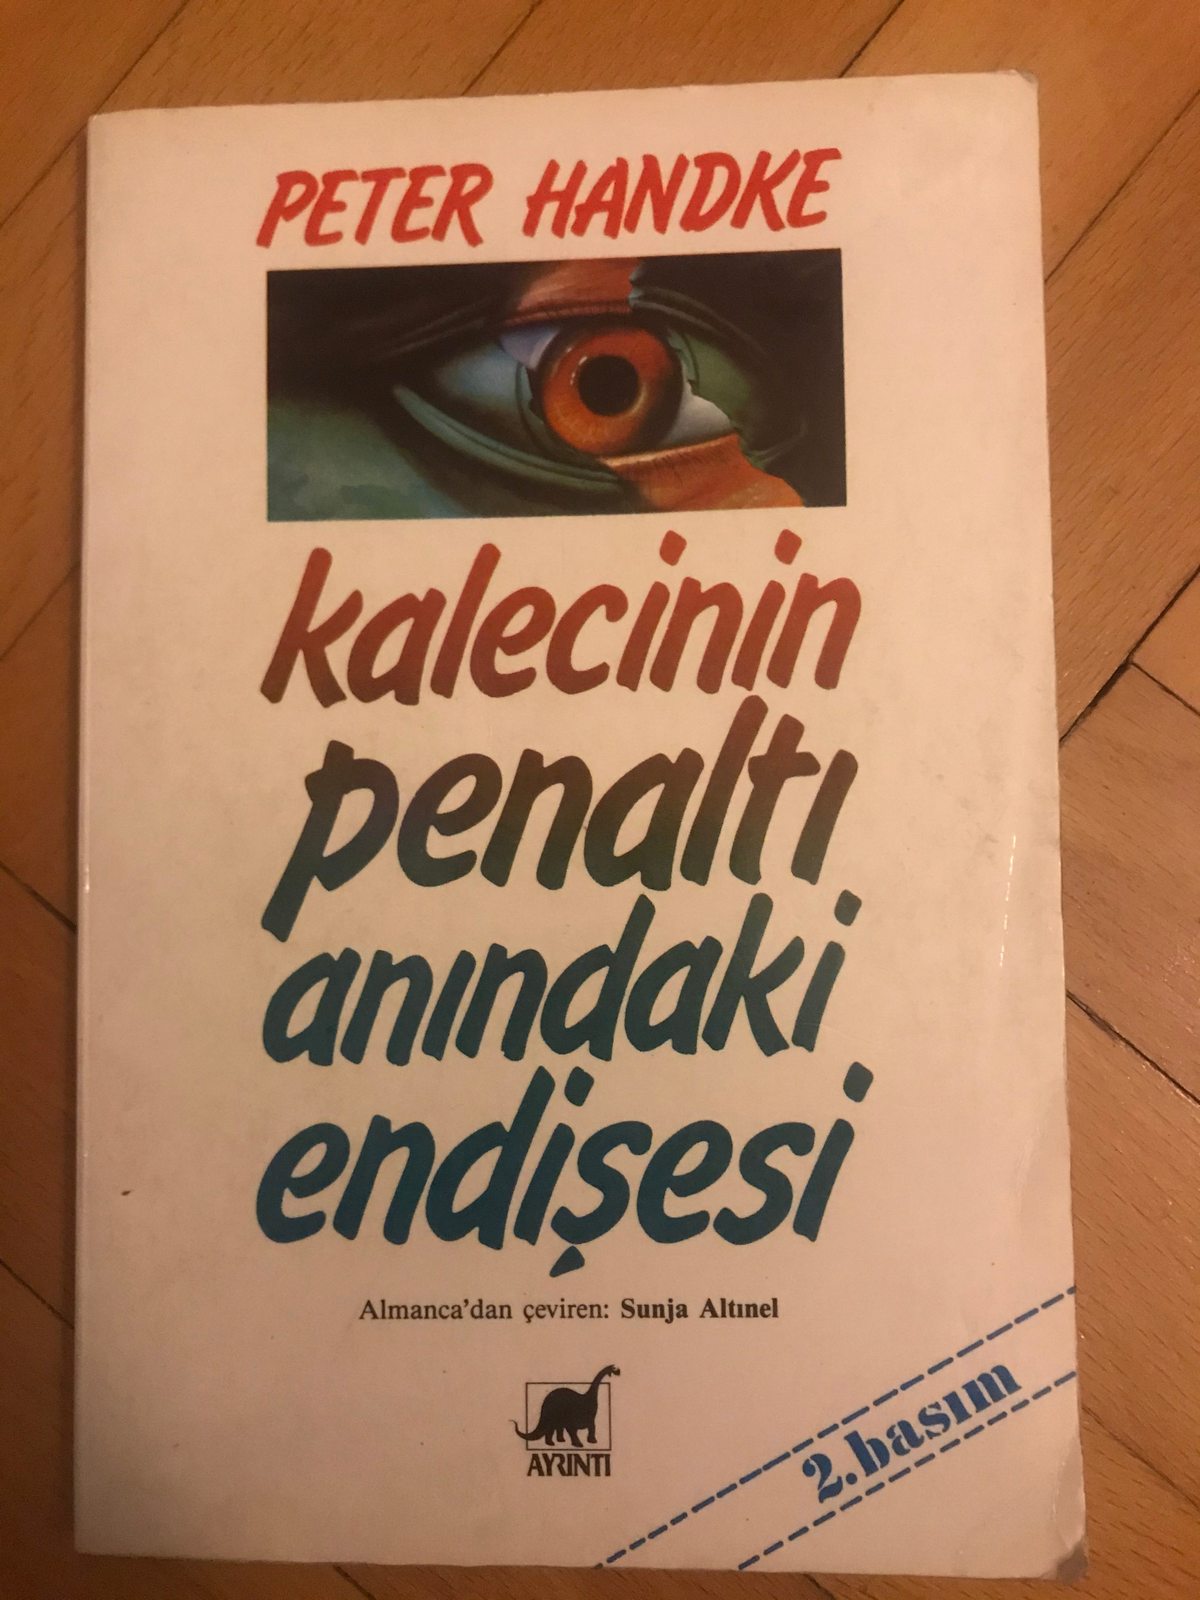 PETER HANDKE
kalecinin
penaltı
anındaki
endişesi
Almanca'dan çeviren: Sunja Altınel
AYRINTI
2. basım